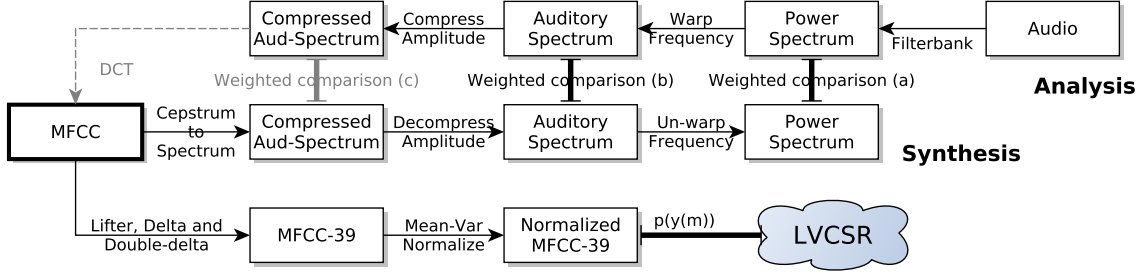 Compressed
Aud-Spectrum
Compress
Amplitude
Auditory
Spectrum
Warp
Frequency
Power
Spectrum
Filterbank
Audio
DCT
Weighted comparison (c)
Weighted comparison (b)
Weighted comparison (a)
Analysis
MFCC
Cepstrum
to
Spectrum
Compressed
Aud-Spectrum
Decompress
Amplitude
Auditory
Spectrum
Un-warp
Frequency
Power
Spectrum
Synthesis
Lifter, Delta and
Double-delta
MFCC-39
Mean-Var
Normalize
Normalized
MFCC-39
p(y(m))
LVCSR